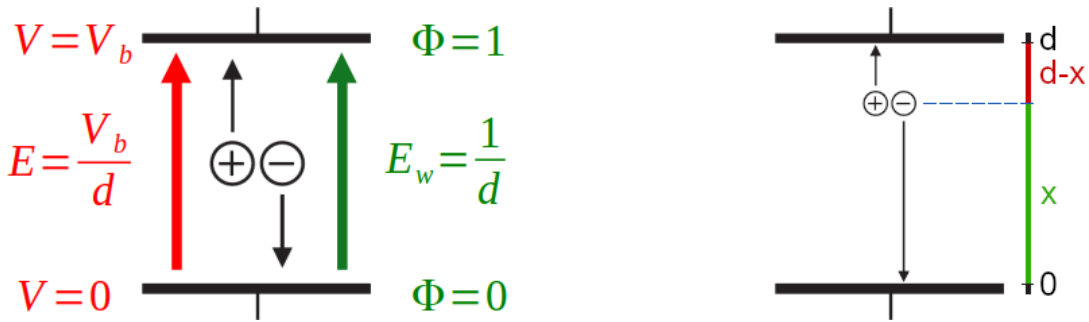 V=V_b
Φ=1
E=V_b/d
+
−
E_w=1/d
V=0
Φ=0
d
d-x
+
−
x
0